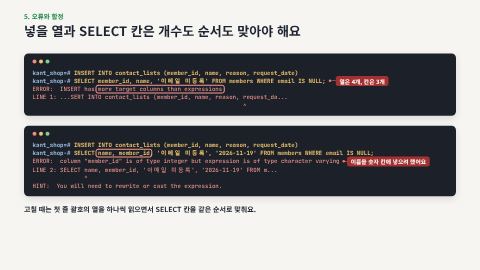 5. 오류와 함정
넣을 열과 SELECT 칸은 개수도 순서도 맞아야 해요
kant_shop=# INSERT INTO contact_lists (member_id, name, reason, request_date)
kant_shop-# SELECT member_id, name, '이메일 미등록' FROM members WHERE email IS NULL; ← 열은 4개, 칸은 3개
ERROR:  INSERT has more target columns than expressions
LINE 1: ...SERT INTO contact_lists (member_id, name, reason, request_da...
^
kant_shop=# INSERT INTO contact_lists (member_id, name, reason, request_date)
kant_shop-# SELECT name, member_id, '이메일 미등록', '2026-11-19' FROM members WHERE email IS NULL;
ERROR:  column "member_id" is of type integer but expression is of type character varying ← 이름을 숫자 칸에 넣으려 했어요
LINE 2: SELECT name, member_id, '이메일 미등록', '2026-11-19' FROM m...
^
HINT:  You will need to rewrite or cast the expression.
고칠 때는 첫 줄 괄호의 열을 하나씩 읽으면서 SELECT 칸을 같은 순서로 맞춰요.